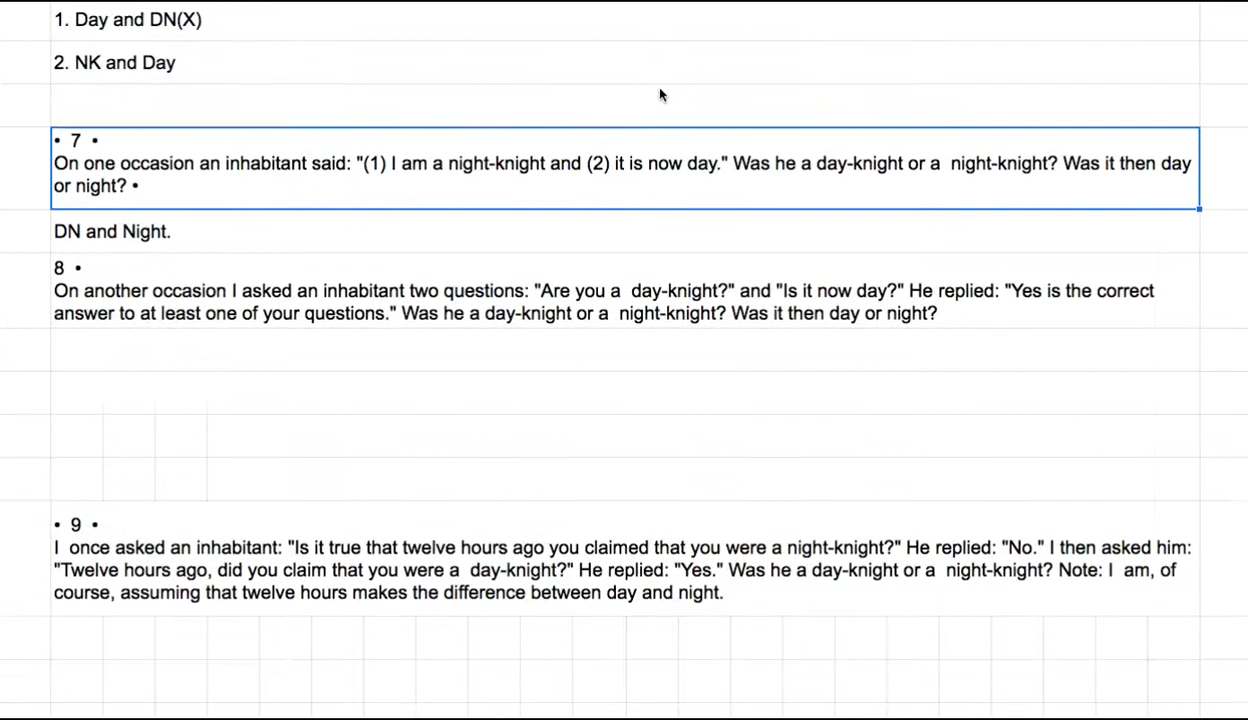 1. Day and DN(X)
2. NK and Day
• 7 •
On one occasion an inhabitant said: "(1) I am a night-knight and (2) it is now day." Was he a day-knight or a night-knight? Was it then day
or night? •
DN and Night.
8 •
On another occasion I asked an inhabitant two questions: "Are you a day-knight?" and "Is it now day?" He replied: "Yes is the correct
answer to at least one of your questions." Was he a day-knight or a night-knight? Was it then day or night?
• 9 •
I once asked an inhabitant: "Is it true that twelve hours ago you claimed that you were a night-knight?" He replied: "No." I then asked him:
"Twelve hours ago, did you claim that you were a day-knight?" He replied: "Yes." Was he a day-knight or a night-knight? Note: I am, of
course, assuming that twelve hours makes the difference between day and night.